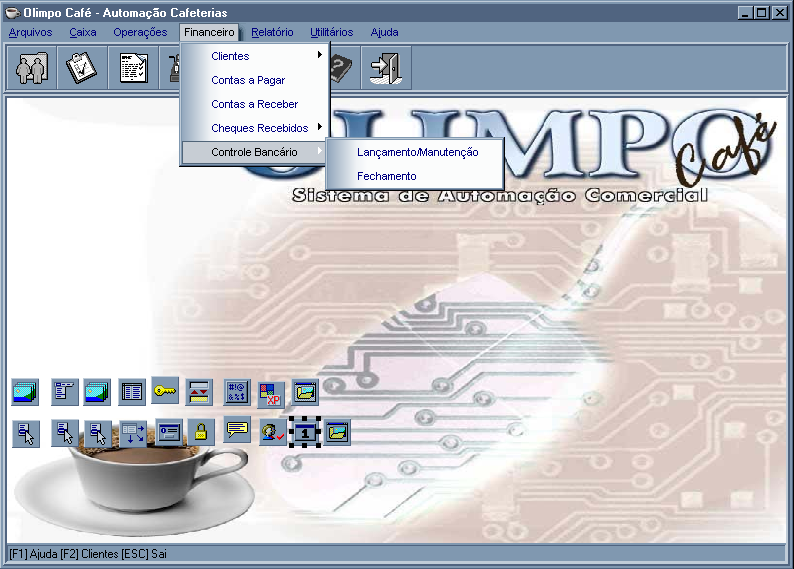 Olimpo Café - Automação Cafeterias
Arquivos Caixa Operações Financeiro Relatório Utilitários Ajuda
Clientes
Contas a Pagar
Contas a Receber
Cheques Recebidos
Controle Bancário
Lançamento/Manutenção
Fechamento
LIMPO
Café
Sistema de Automação Comercial
#!@
&%$
XP
1
[F1] Ajuda [F2] Clientes [ESC] Sai